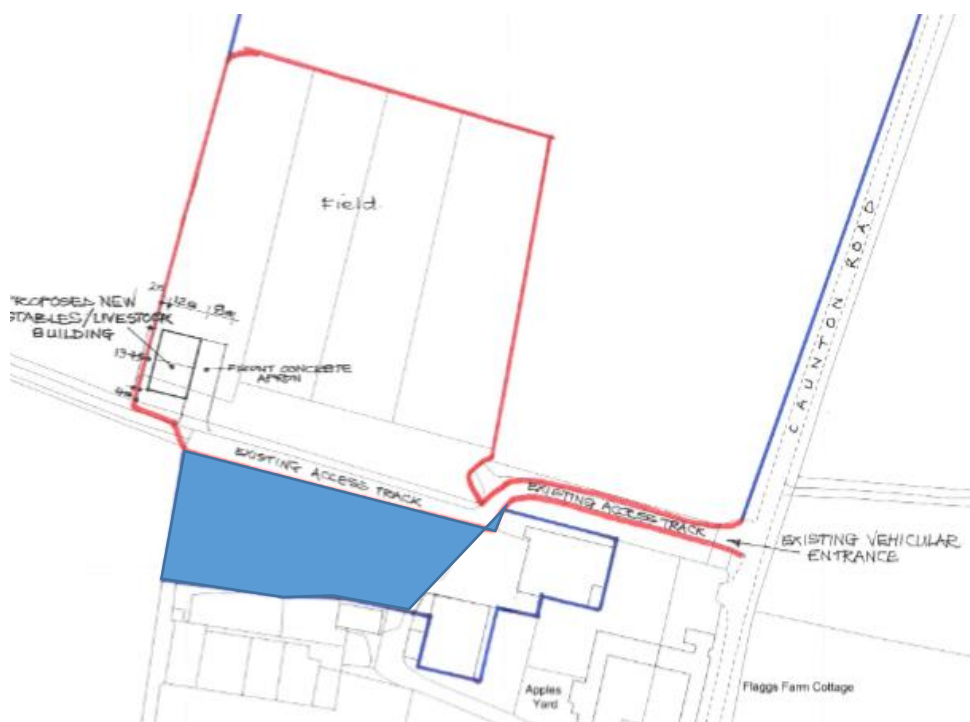 Field
PROPOSED NEW
STABLES/LIVESTOCK
BUILDING
FRONT CONCRETE
APRON
EXISTING ACCESS TRACK
EXISTING ACCESS TRACK
CAUNTON ROAD
EXISTING VEHICULAR
ENTRANCE
Apples
Yard
Flaggs Farm Cottage